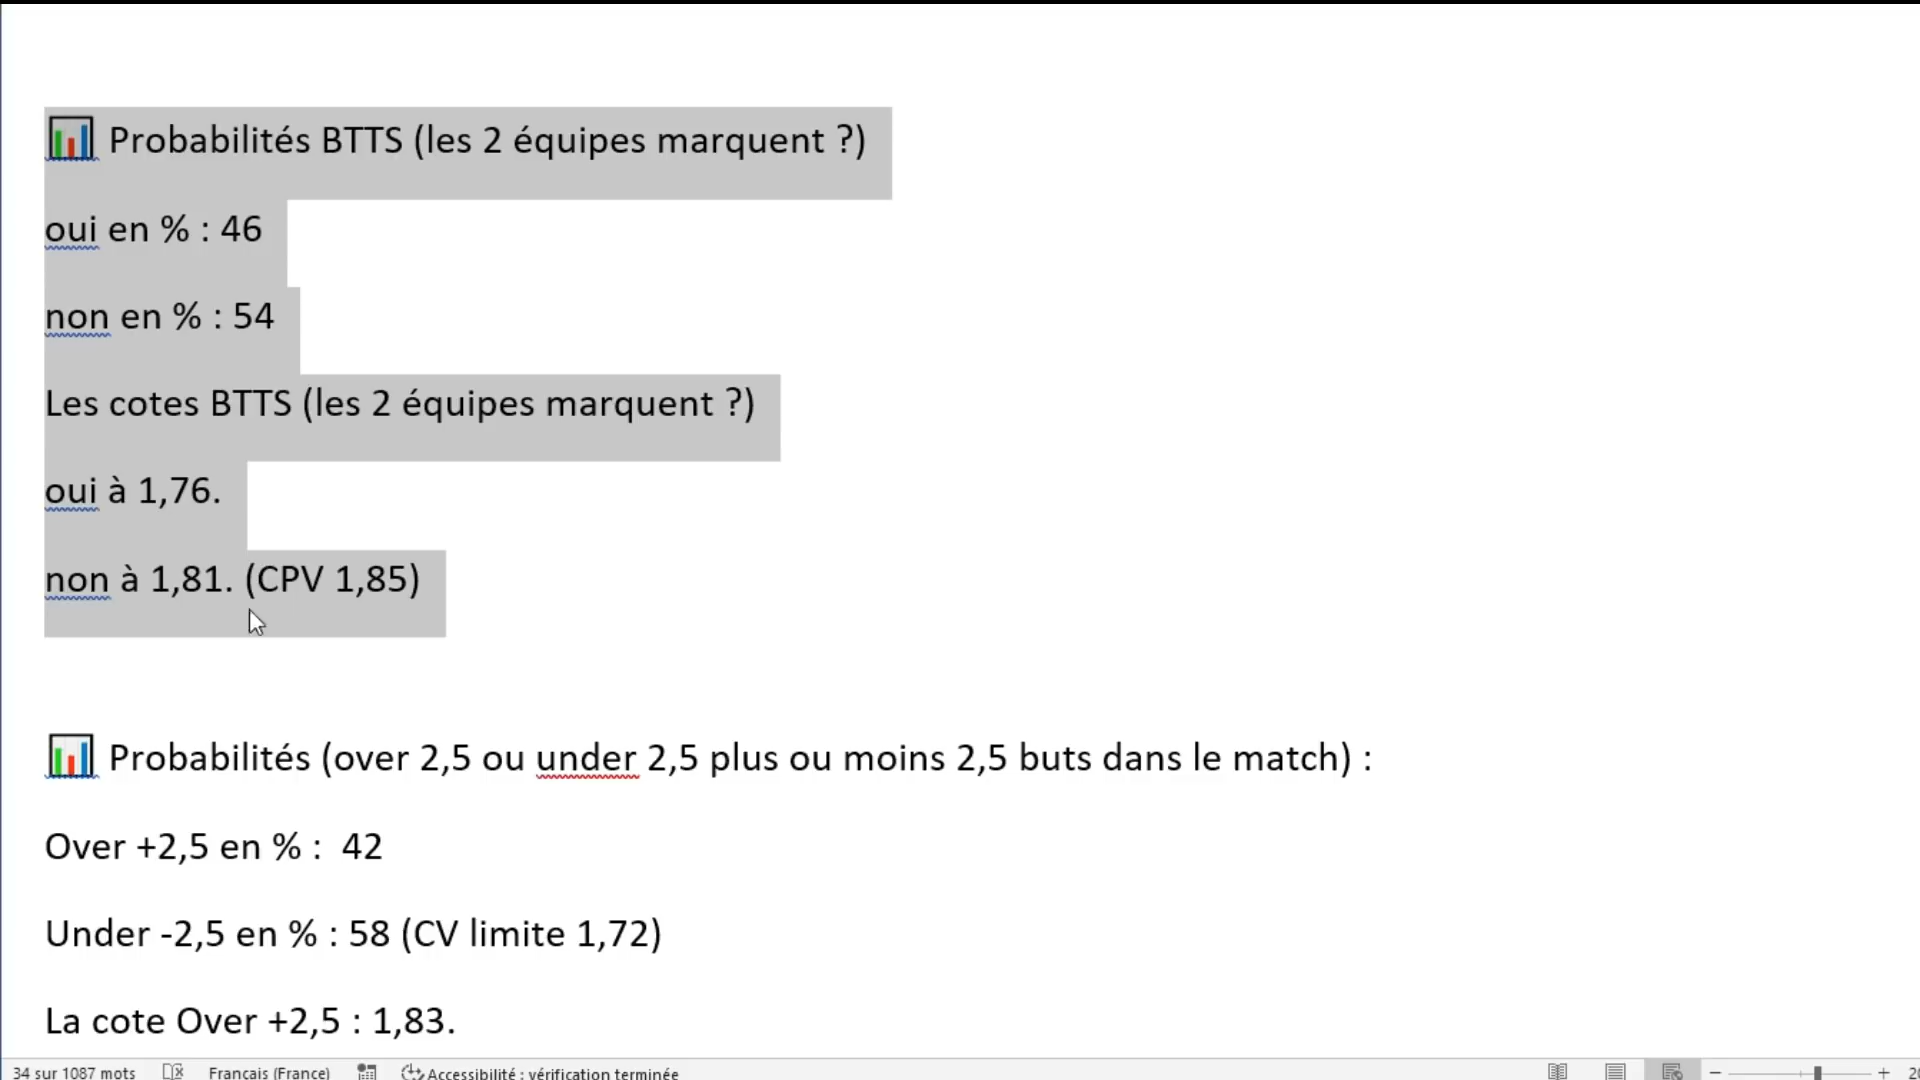 Probabilités BTTS (les 2 équipes marquent ?)
oui en % : 46
non en % : 54
Les cotes BTTS (les 2 équipes marquent ?)
oui à 1,76.
non à 1,81. (CPV 1,85)
Probabilités (over 2,5 ou under 2,5 plus ou moins 2,5 buts dans le match) :
Over +2,5 en % :  42
Under -2,5 en % : 58 (CV limite 1,72)
La cote Over +2,5 : 1,83.
34 sur 1087 mots Français (France) Accessibilité : vérification terminée